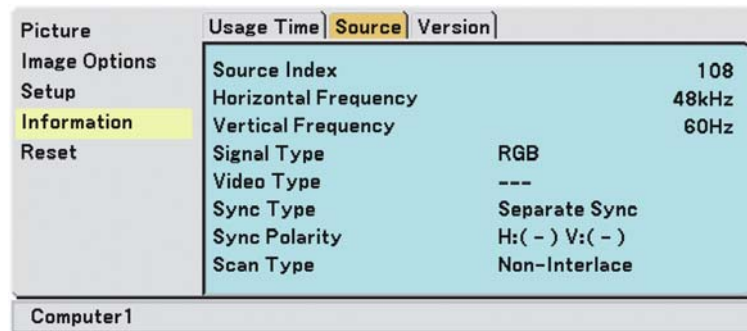 Picture
Image Options
Setup
Information
Reset
Usage Time Source Version
Source Index 108
Horizontal Frequency 48kHz
Vertical Frequency 60Hz
Signal Type RGB
Video Type ---
Sync Type Separate Sync
Sync Polarity H:( - ) V:( - )
Scan Type Non-Interlace
Computer1